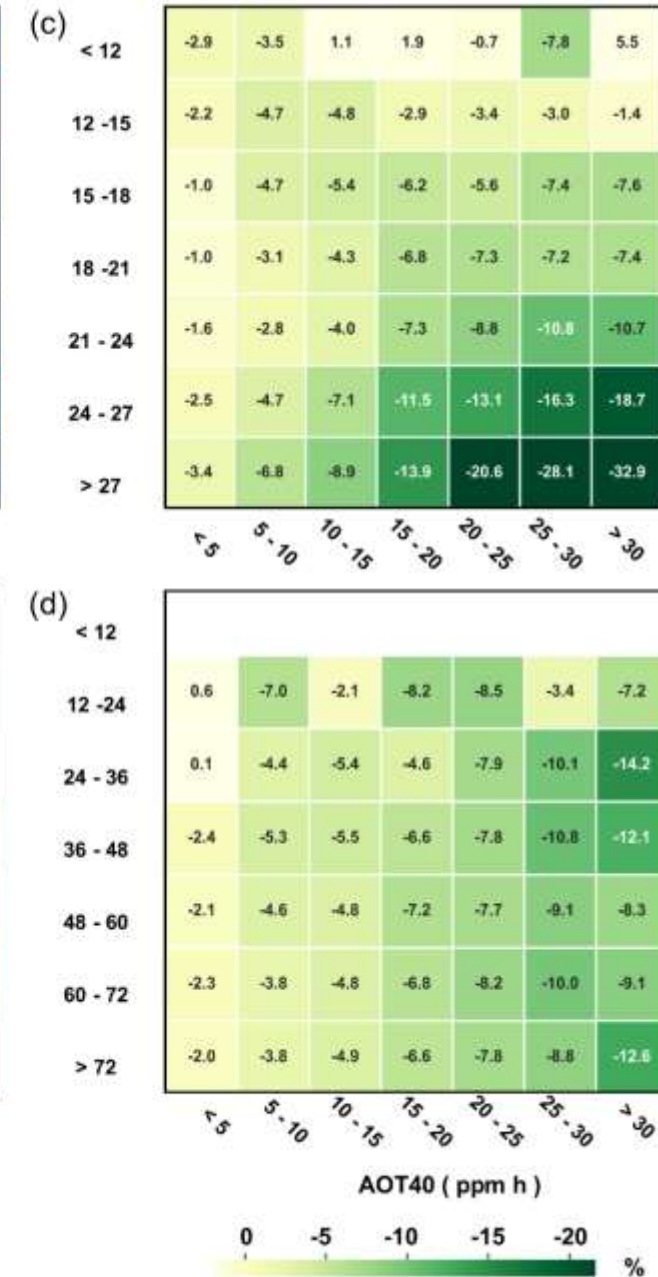 (c)
< 12 -2.9 -3.5 1.1 1.9 -0.7 -7.8 5.5
12 -15 -2.2 -4.7 -4.8 -2.9 -3.4 -3.0 -1.4
15 -18 -1.0 -4.7 -5.4 -6.2 -5.6 -7.4 -7.6
18 -21 -1.0 -3.1 -4.3 -6.8 -7.3 -7.2 -7.4
21 - 24 -1.6 -2.8 -4.0 -7.3 -8.8 -10.8 -10.7
24 - 27 -2.5 -4.7 -7.1 -11.5 -13.1 -16.3 -18.7
> 27 -3.4 -6.8 -8.9 -13.9 -20.6 -28.1 -32.9
< 5 5 - 10 10 - 15 15 - 20 20 - 25 25 - 30 > 30
(d)
< 12
12 -24 0.6 -7.0 -2.1 -8.2 -8.5 -3.4 -7.2
24 - 36 0.1 -4.4 -5.4 -4.6 -7.9 -10.1 -14.2
36 - 48 -2.4 -5.3 -5.5 -6.6 -7.8 -10.8 -12.1
48 - 60 -2.1 -4.6 -4.8 -7.2 -7.7 -9.1 -8.3
60 - 72 -2.3 -3.8 -4.8 -6.8 -8.2 -10.0 -9.1
> 72 -2.0 -3.8 -4.9 -6.6 -7.8 -8.8 -12.6
< 5 5 - 10 10 - 15 15 - 20 20 - 25 25 - 30 > 30
AOT40 ( ppm h )
0 -5 -10 -15 -20
%